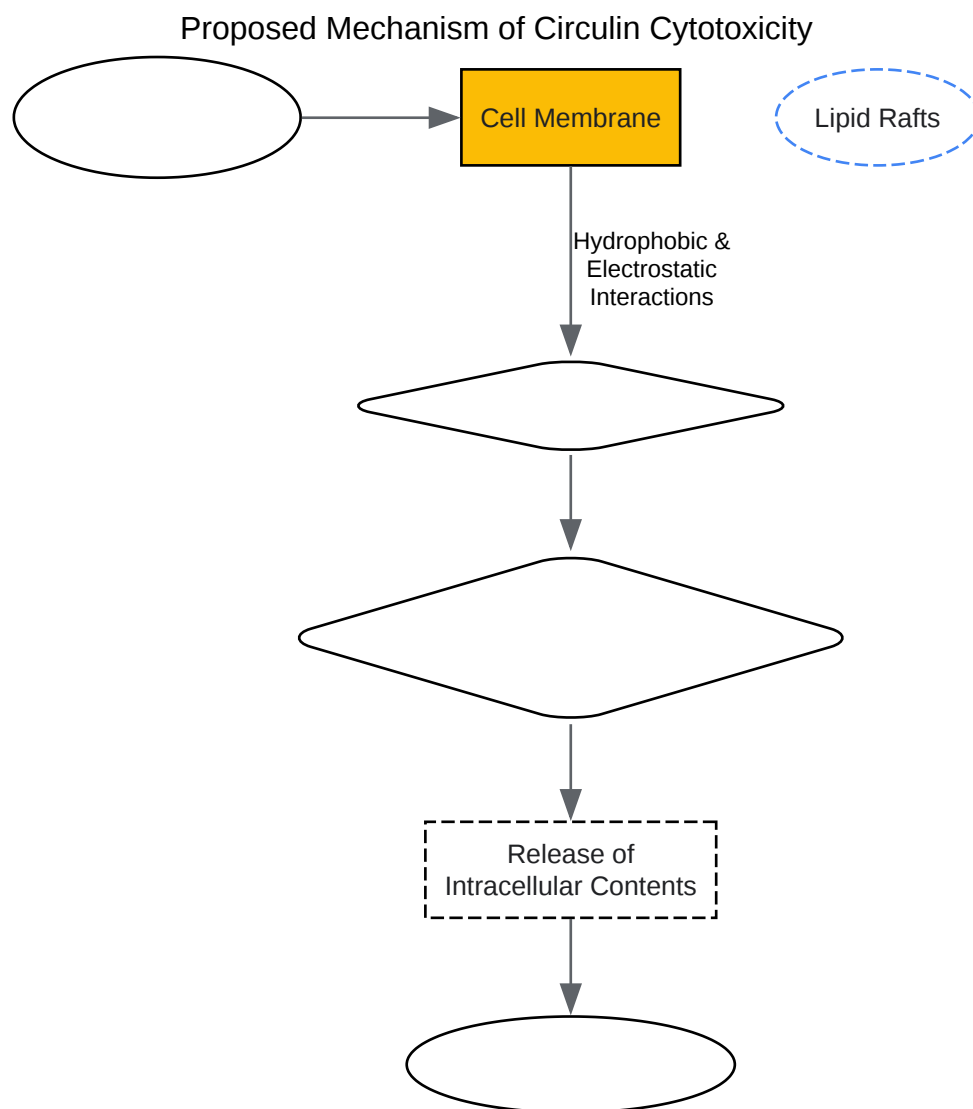 Proposed Mechanism of Circulin Cytotoxicity
Cell Membrane
Lipid Rafts
Hydrophobic &
Electrostatic
Interactions
Release of
Intracellular Contents